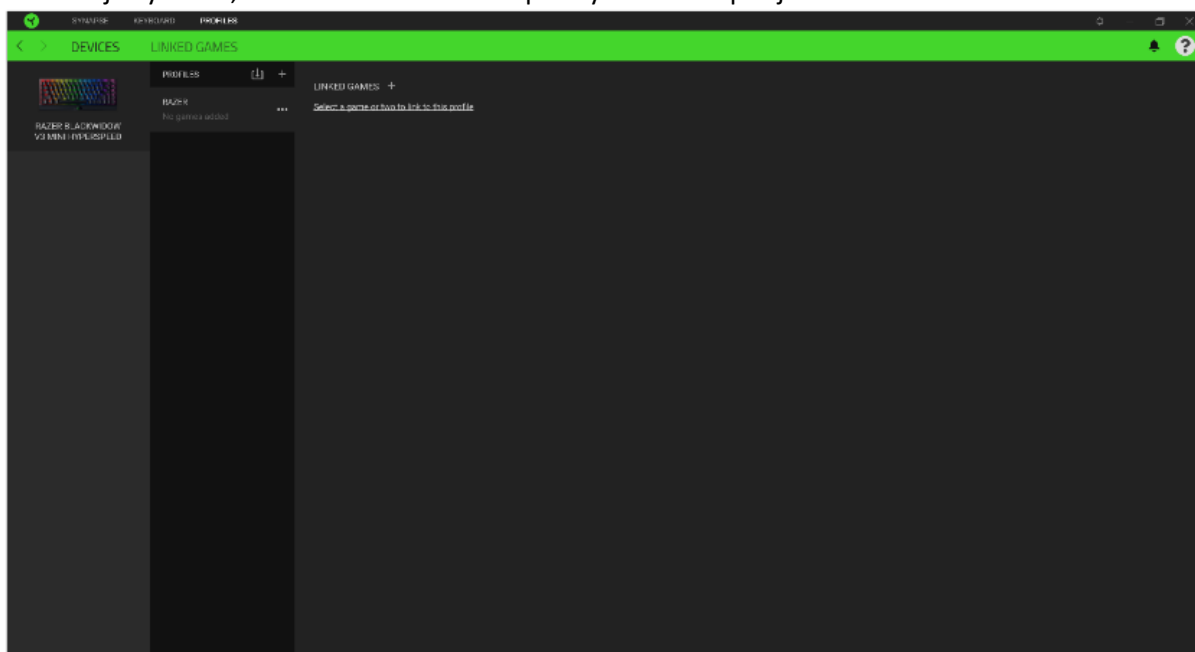 SYNAPSE KEYBOARD PROFILES
DEVICES LINKED GAMES
?
PROFILES +
LINKED GAMES +
RAZER
No games added
Select a game or two to link to this profile
RAZER BLACKWIDOW
V3 MINI HYPERSPEED